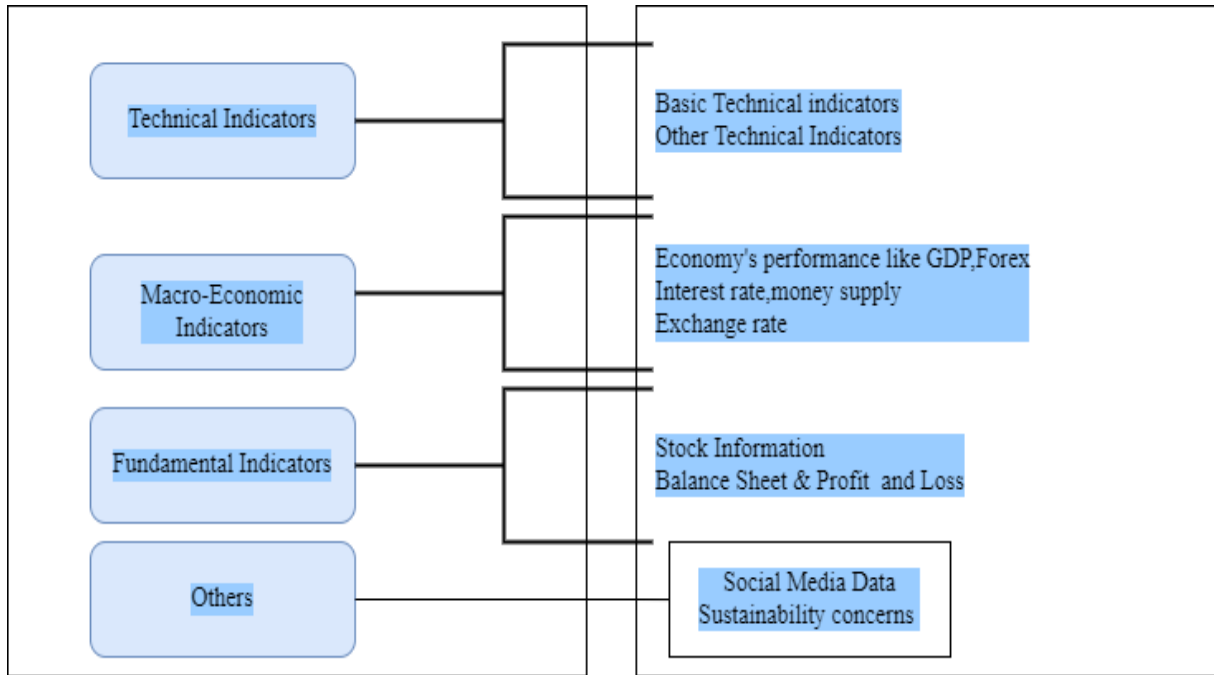 Technical Indicators
Basic Technical indicators
Other Technical Indicators
Macro-Economic
Indicators
Economy's performance like GDP,Forex
Interest rate,money supply
Exchange rate
Fundamental Indicators
Stock Information
Balance Sheet & Profit  and Loss
Others
Social Media Data
Sustainability concerns